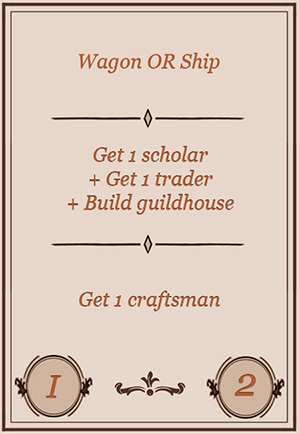 Wagon OR Ship
Get 1 scholar
+ Get 1 trader
+ Build guildhouse
Get 1 craftsman
I 2